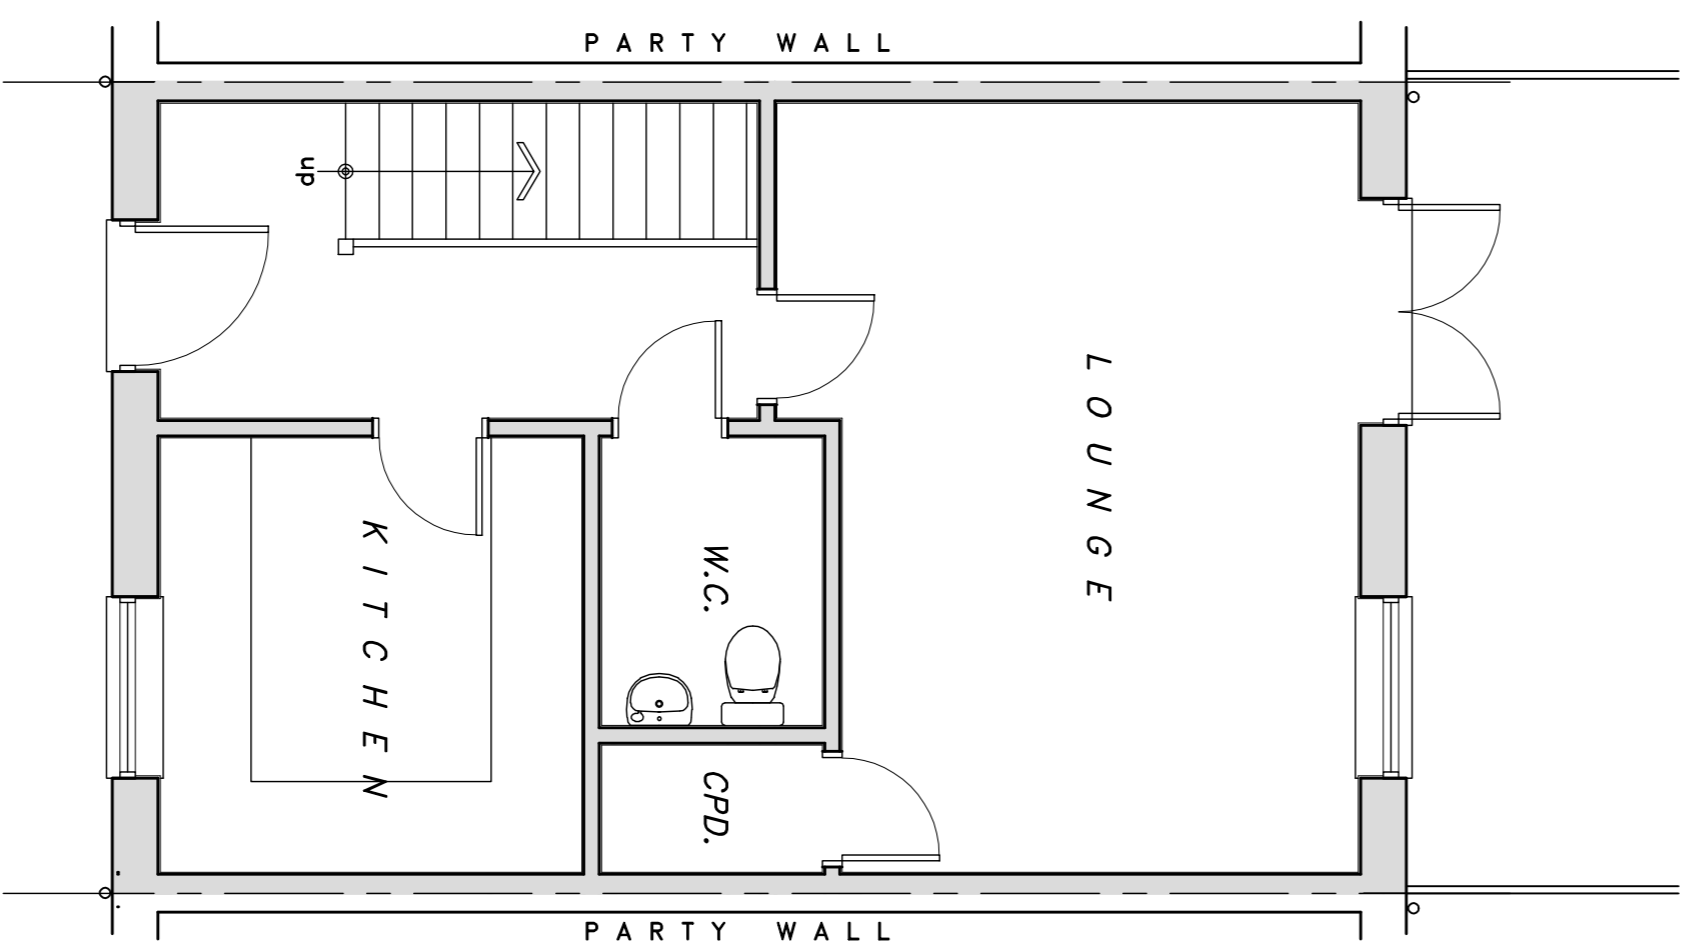 PARTY WALL
up
LOUNGE
KITCHEN
W.C.
CPD.
PARTY WALL